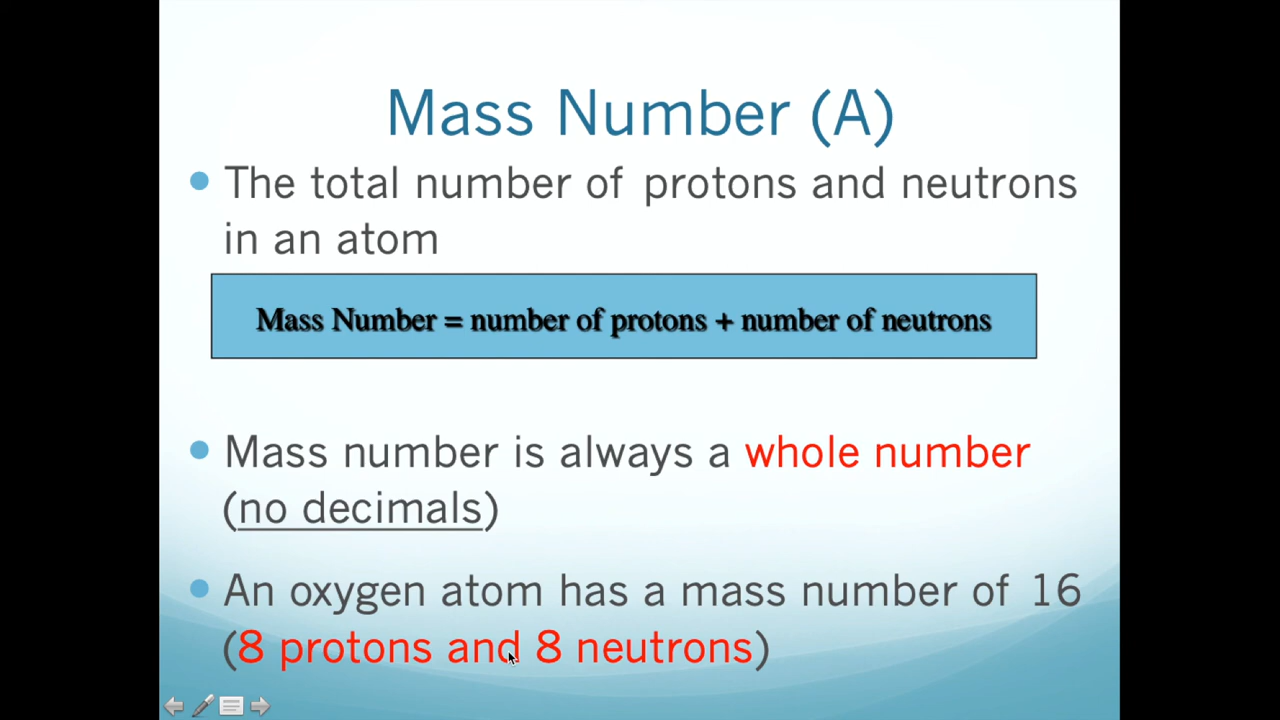 Mass Number (A)
The total number of protons and neutrons
in an atom
Mass Number = number of protons + number of neutrons
Mass number is always a whole number
(no decimals)
An oxygen atom has a mass number of 16
(8 protons and 8 neutrons)